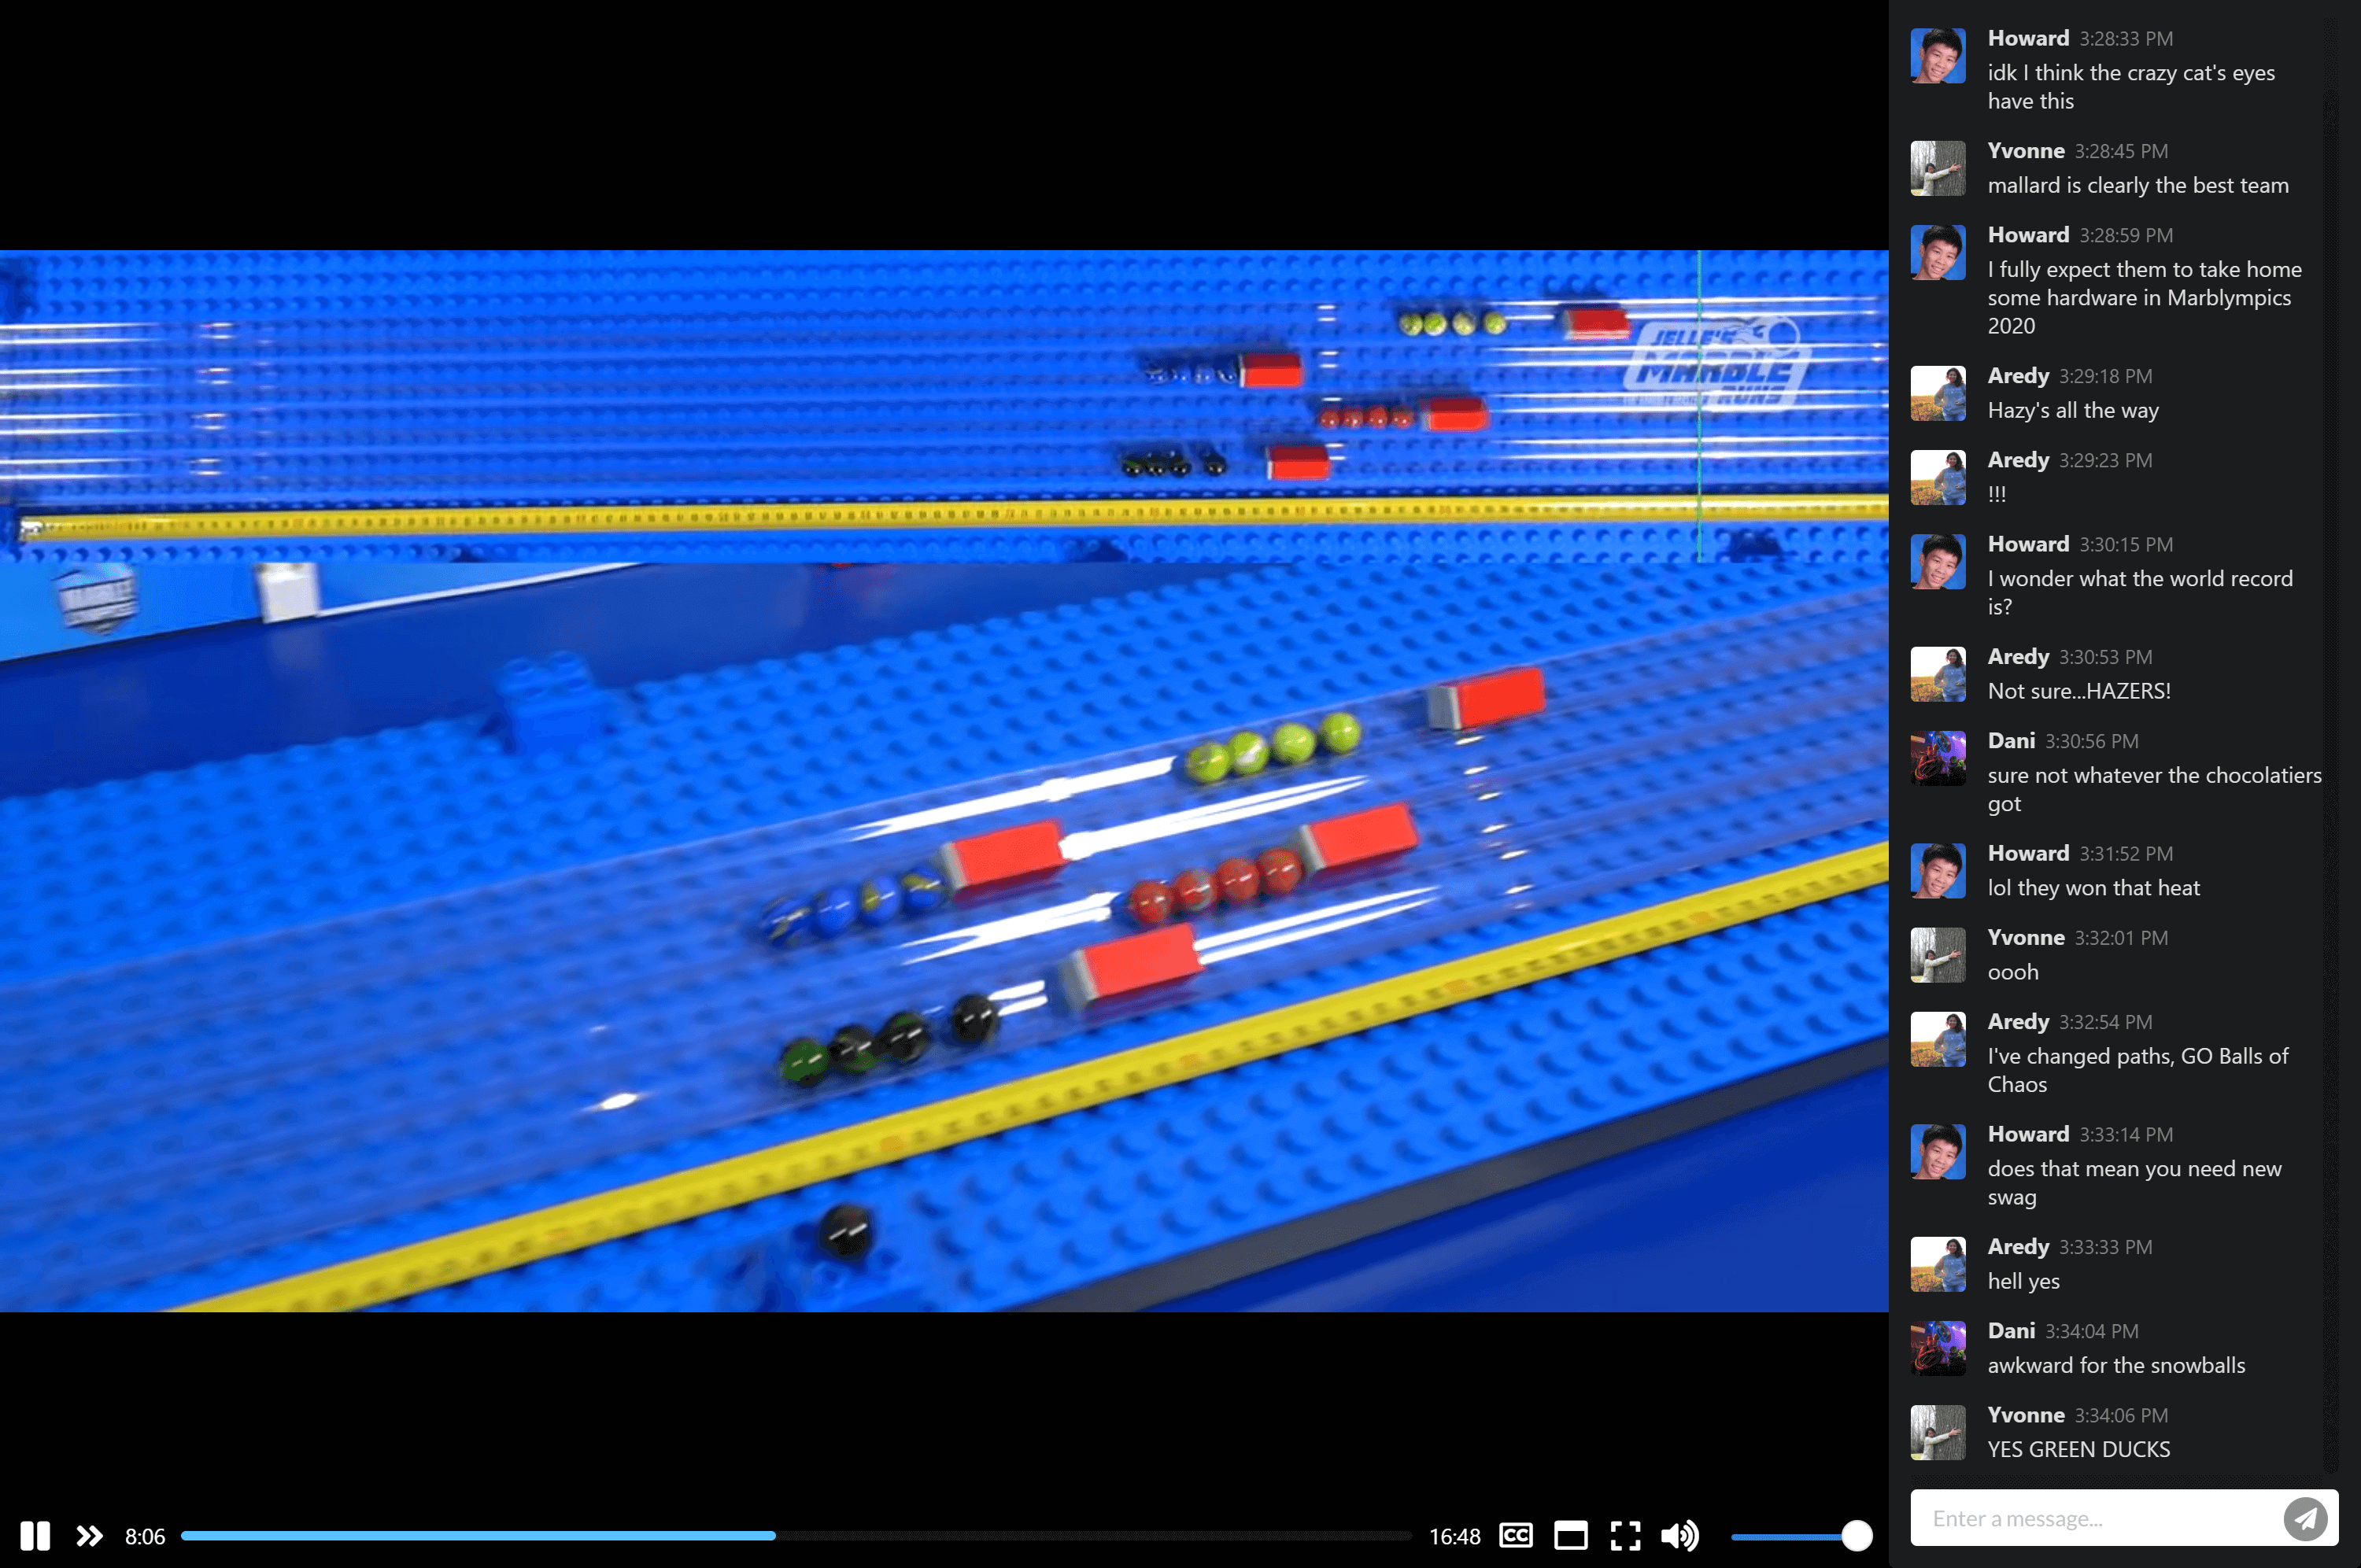 JELLE'S
MARBLE
RUNS
8:06
16:48
CC
Howard 3:28:33 PM
idk I think the crazy cat's eyes
have this
Yvonne 3:28:45 PM
mallard is clearly the best team
Howard 3:28:59 PM
I fully expect them to take home
some hardware in Marblympics
2020
Aredy 3:29:18 PM
Hazy's all the way
Aredy 3:29:23 PM
!!!
Howard 3:30:15 PM
I wonder what the world record
is?
Aredy 3:30:53 PM
Not sure...HAZERS!
Dani 3:30:56 PM
sure not whatever the chocolatiers
got
Howard 3:31:52 PM
lol they won that heat
Yvonne 3:32:01 PM
oooh
Aredy 3:32:54 PM
I've changed paths, GO Balls of
Chaos
Howard 3:33:14 PM
does that mean you need new
swag
Aredy 3:33:33 PM
hell yes
Dani 3:34:04 PM
awkward for the snowballs
Yvonne 3:34:06 PM
YES GREEN DUCKS
Enter a message...